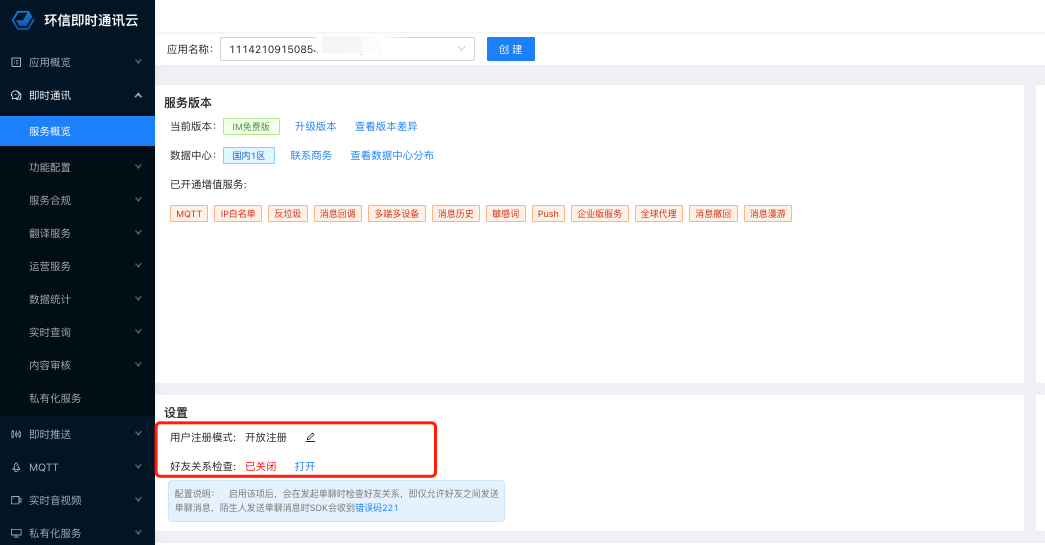 环信即时通讯云
应用概览
即时通讯
服务概览
功能配置
服务合规
翻译服务
运营服务
数据统计
实时查询
内容审核
私有化服务
即时推送
MQTT
实时音视频
私有化服务
应用名称: 创 建
服务版本
当前版本: IM免费版 升级版本 查看版本差异
数据中心: 国内1区 联系商务 查看数据中心分布
已开通增值服务:
MQTT IP白名单 反垃圾 消息回调 多端多设备 消息历史 敏感词 Push 企业版服务 全球代理 消息撤回 消息漫游
设置
用户注册模式: 开放注册
好友关系检查: 已关闭 打开
配置说明: 启用该项后，会在发起单聊时检查好友关系，即仅允许好友之间发送
单聊消息，陌生人发送单聊消息时SDK会收到错误码221